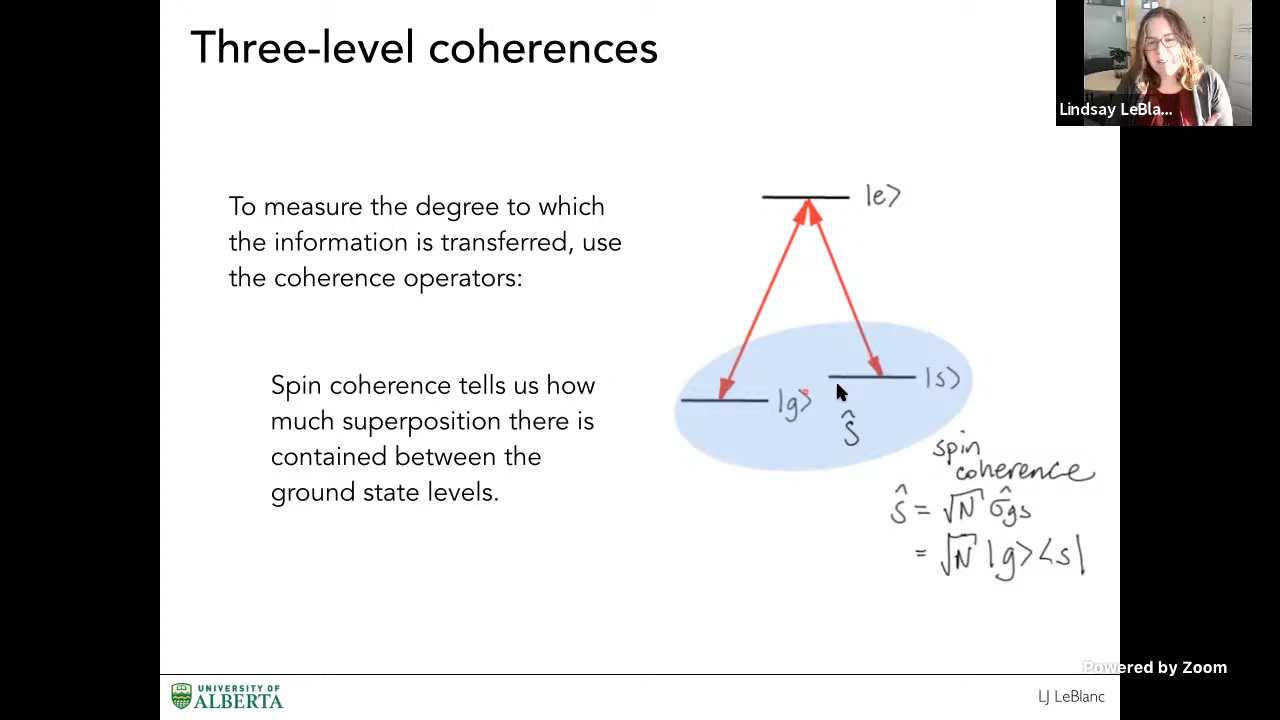 Three-level coherences
Lindsay LeBla...
To measure the degree to which
the information is transferred, use
the coherence operators:
|e⟩
Spin coherence tells us how
much superposition there is
contained between the
ground state levels.
|g⟩
|s⟩
Ŝ
spin
coherence
Ŝ = √N σ̂gs
= √N |g⟩⟨s|
Powered by Zoom
UNIVERSITY OF
ALBERTA
LJ LeBlanc